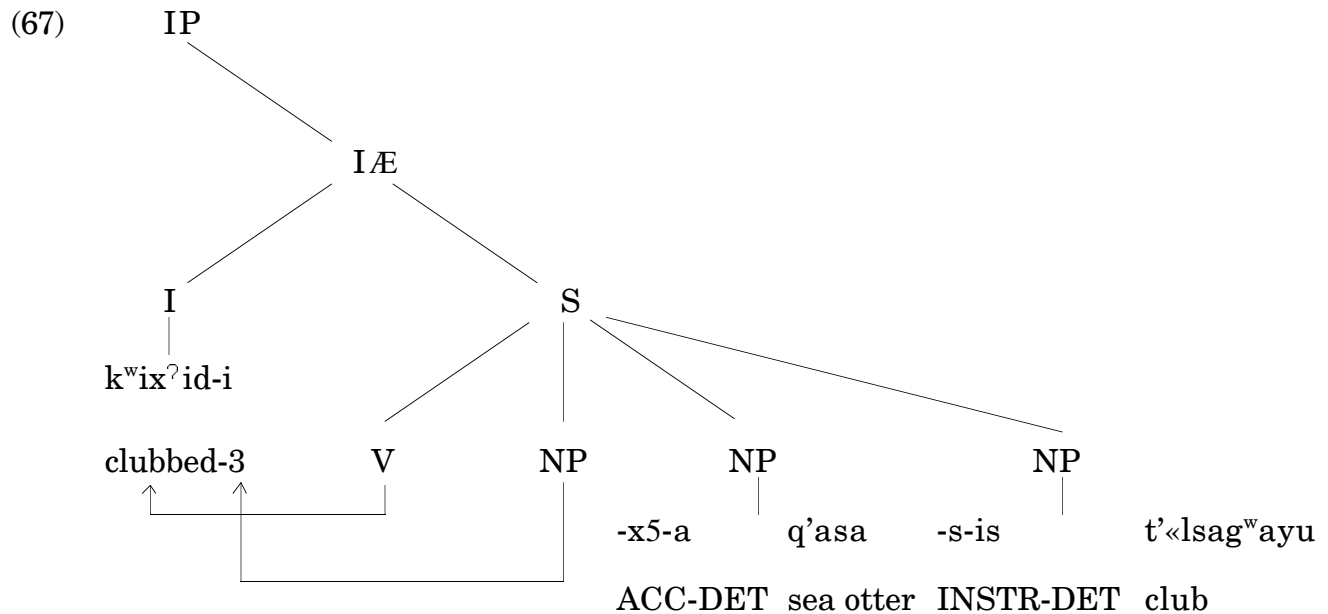 (67) IP
IÆ
I S
kʷixˀid-i
clubbed-3 V NP NP NP
-x5-a q’asa -s-is t’«lsagʷayu
ACC-DET sea otter INSTR-DET club